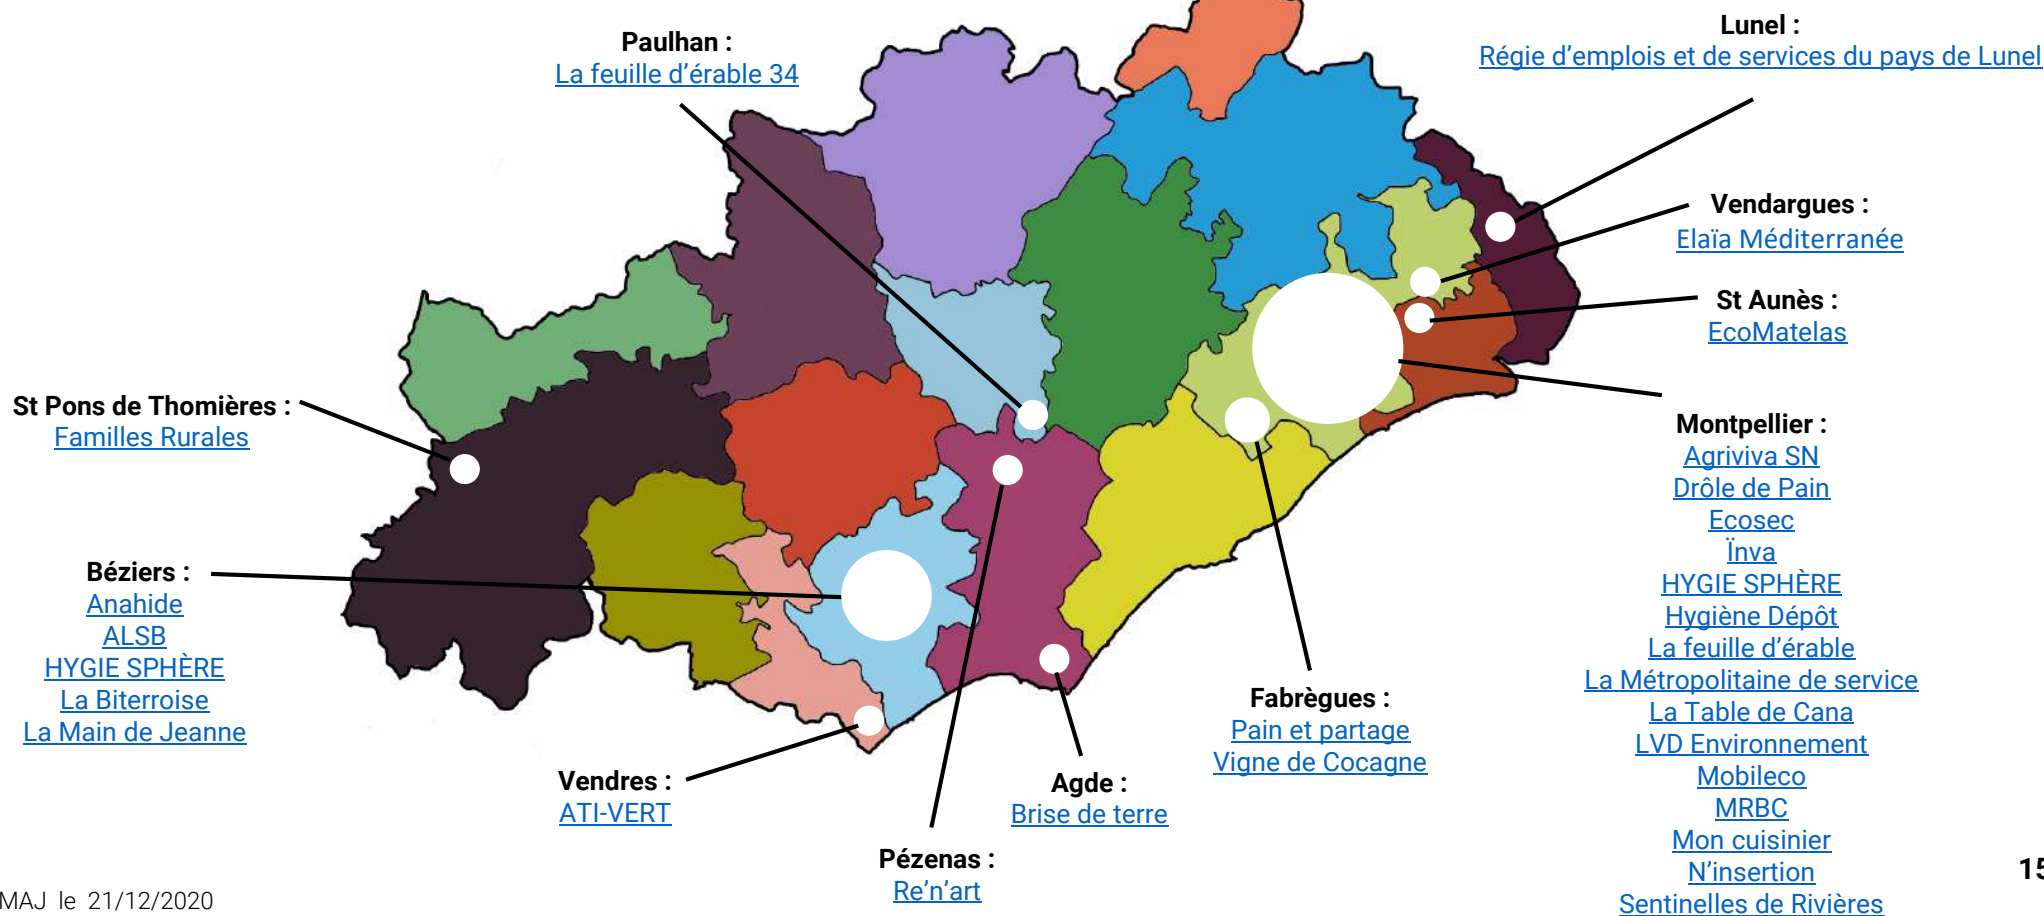 Paulhan :
La feuille d’érable 34
Lunel :
Régie d’emplois et de services du pays de Lunel
Vendargues :
Elaïa Méditerranée
St Aunès :
EcoMatelas
St Pons de Thomières :
Familles Rurales
Montpellier :
Agriviva SN
Drôle de Pain
Ecosec
Ïnva
HYGIE SPHÈRE
Hygiène Dépôt
La feuille d’érable
La Métropolitaine de service
La Table de Cana
LVD Environnement
Mobileco
MRBC
Mon cuisinier
N’insertion
Sentinelles de Rivières
Béziers :
Anahide
ALSB
HYGIE SPHÈRE
La Biterroise
La Main de Jeanne
Fabrègues :
Pain et partage
Vigne de Cocagne
Vendres :
ATI-VERT
Agde :
Brise de terre
Pézenas :
Re’n’art
MAJ le 21/12/2020
15